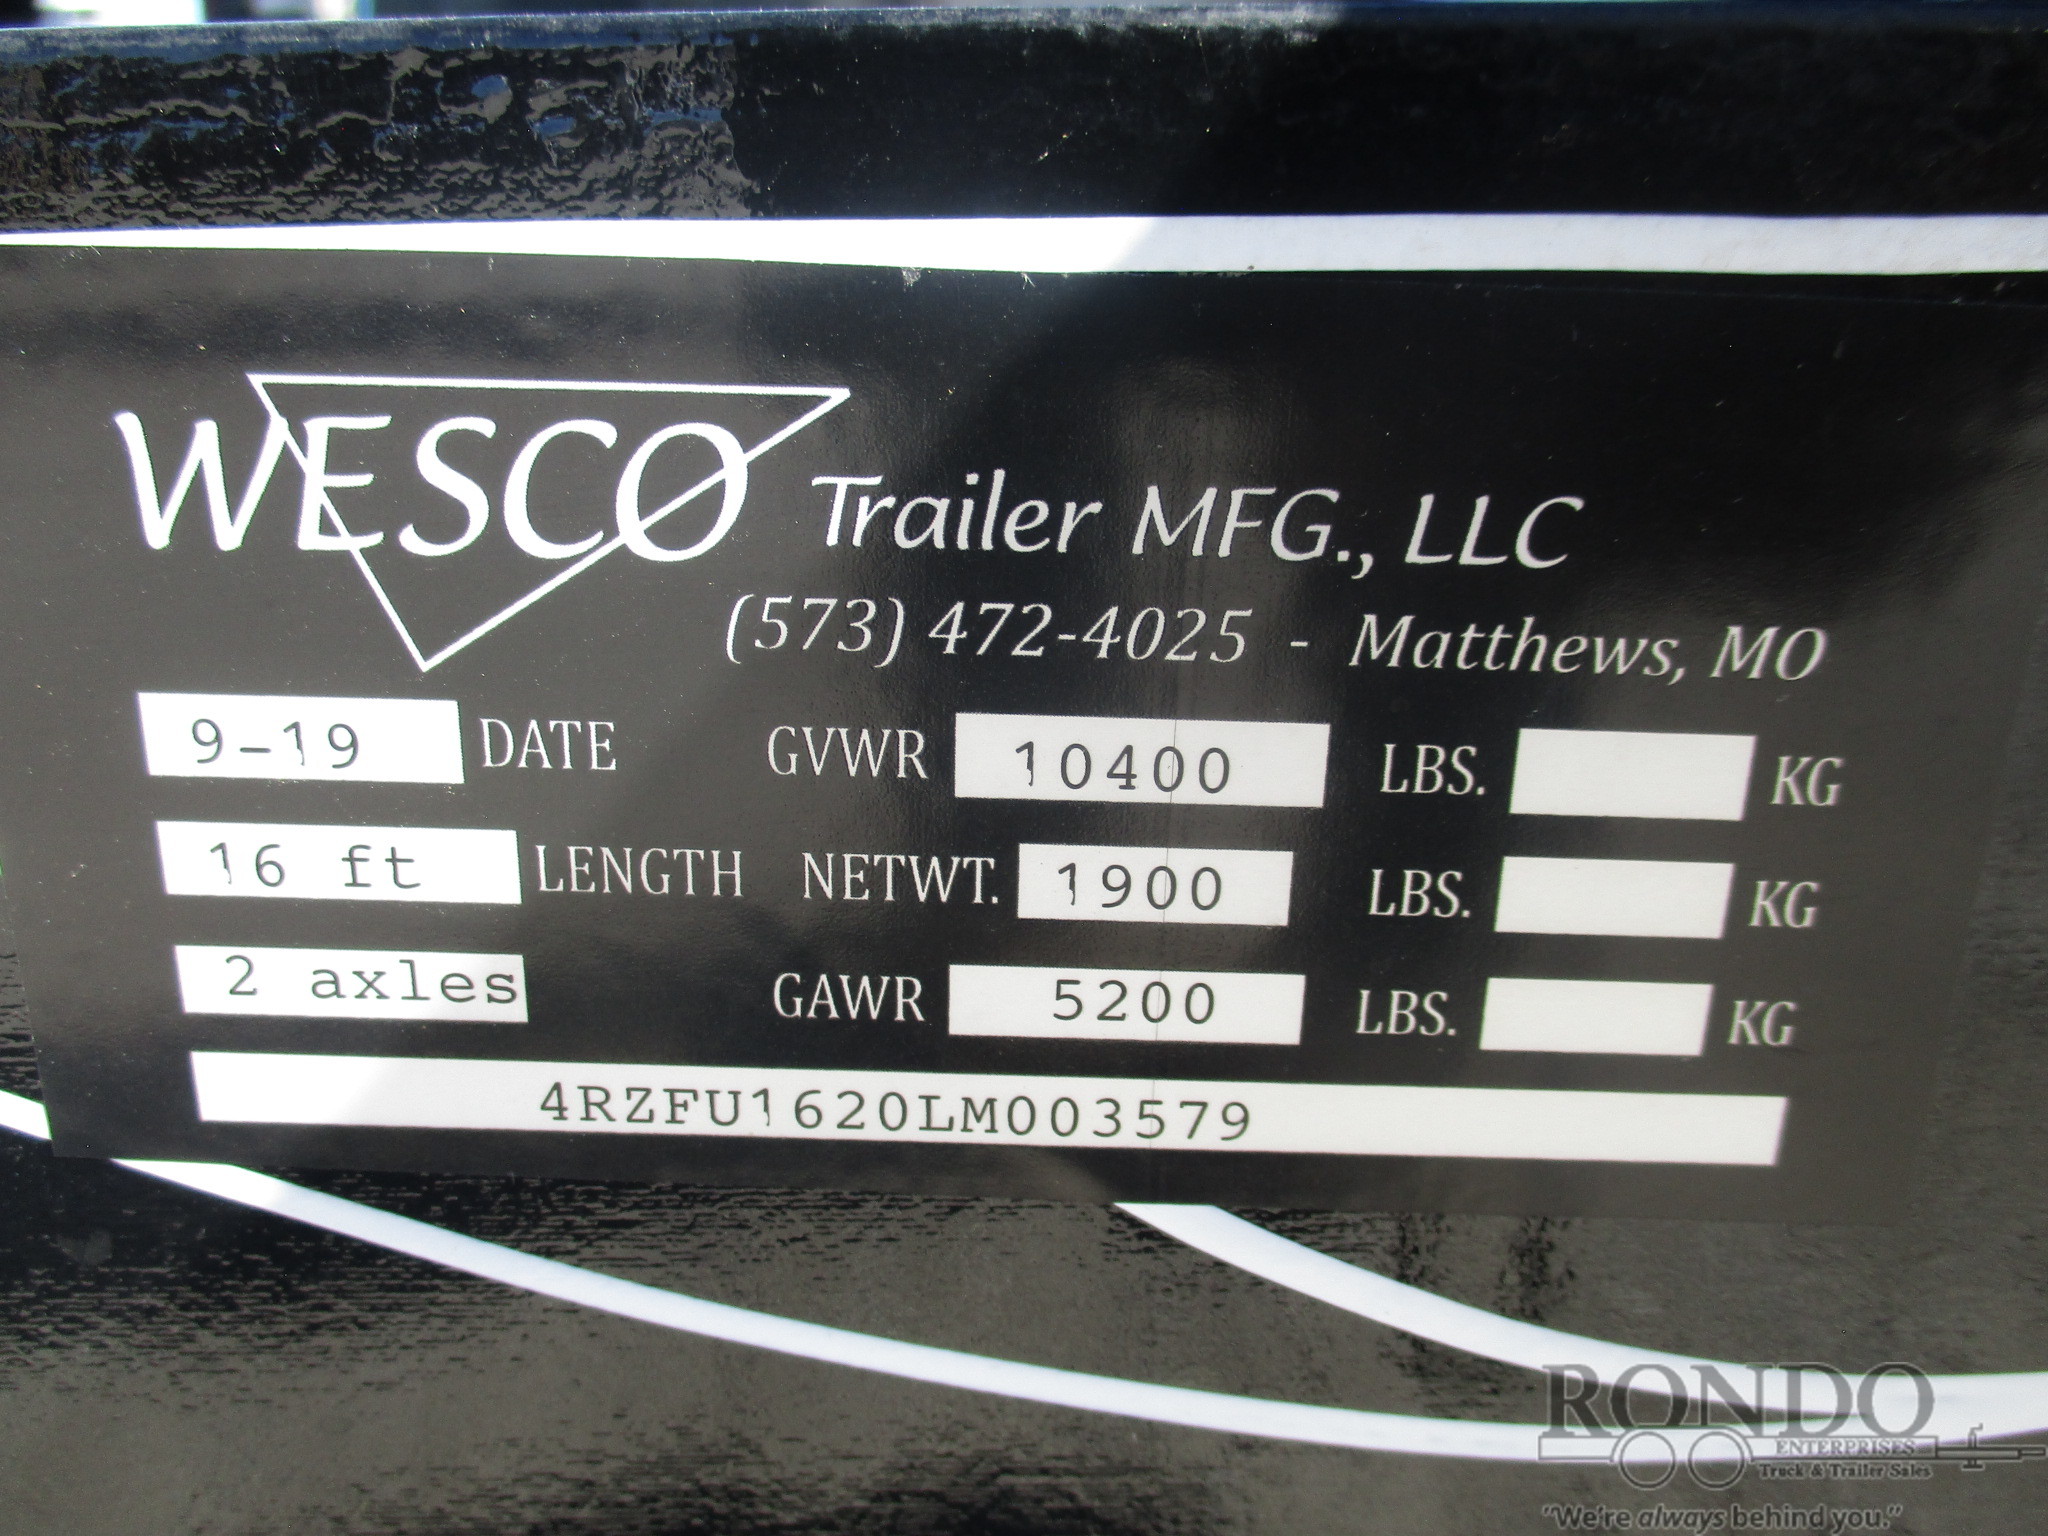 WESCO Trailer MFG., LLC
(573) 472-4025 - Matthews, MO
9-19 DATE GVWR 10400 LBS. KG
16 ft LENGTH NETWT. 1900 LBS. KG
2 axles GAWR 5200 LBS. KG
4RZFU1620LM003579
RONDO
ENTERPRISES
Truck & Trailer Sales
"We're always behind you."